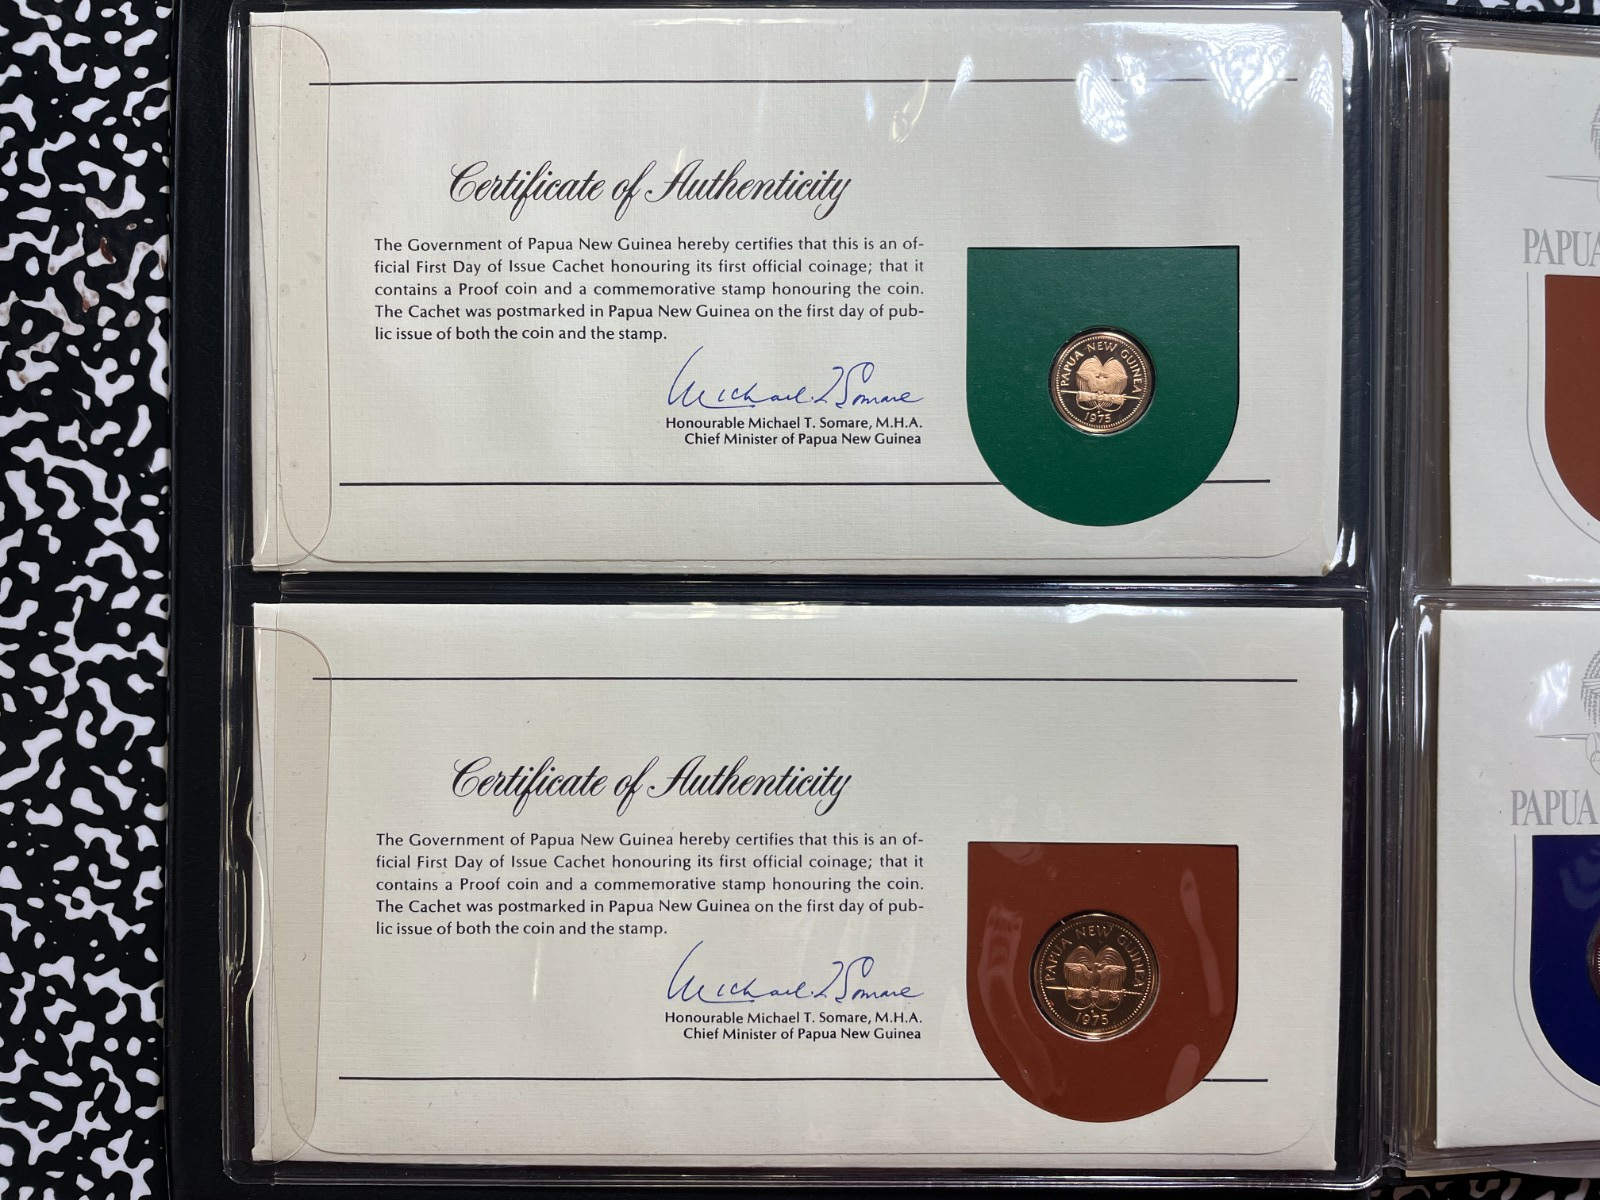 Certificate of Authenticity
The Government of Papua New Guinea hereby certifies that this is an of-
ficial First Day of Issue Cachet honouring its first official coinage; that it
contains a Proof coin and a commemorative stamp honouring the coin.
The Cachet was postmarked in Papua New Guinea on the first day of pub-
lic issue of both the coin and the stamp.
Michael T Somare
Honourable Michael T. Somare, M.H.A.
Chief Minister of Papua New Guinea
PAPUA NEW GUINEA
1975
PAPUA
Certificate of Authenticity
The Government of Papua New Guinea hereby certifies that this is an of-
ficial First Day of Issue Cachet honouring its first official coinage; that it
contains a Proof coin and a commemorative stamp honouring the coin.
The Cachet was postmarked in Papua New Guinea on the first day of pub-
lic issue of both the coin and the stamp.
Michael T Somare
Honourable Michael T. Somare, M.H.A.
Chief Minister of Papua New Guinea
PAPUA NEW GUINEA
1975
PAPUA